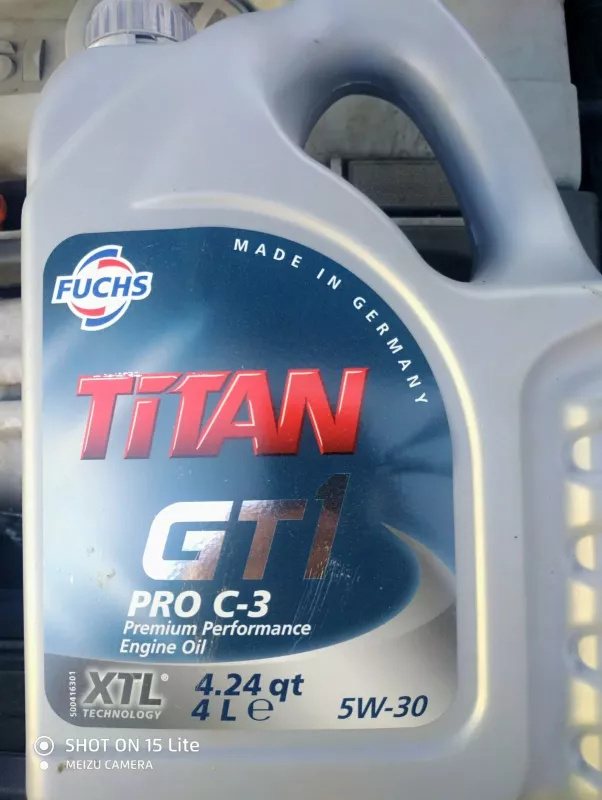 FUCHS
MADE IN GERMANY
TiTAN
GT1
PRO C-3
Premium Performance
Engine Oil
500416301
XTL®
TECHNOLOGY
4.24 qt
4 L ℮
5W-30
SHOT ON 15 Lite
MEIZU CAMERA